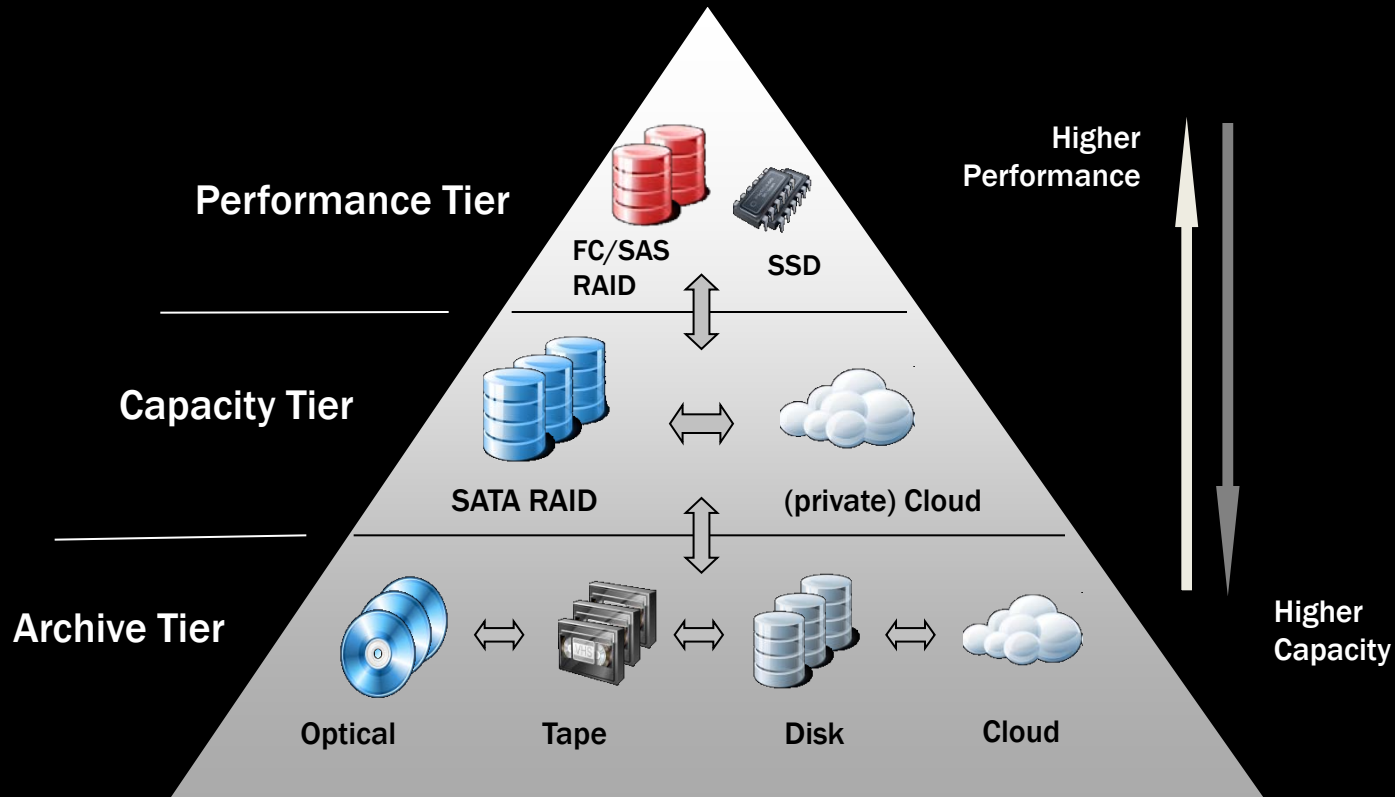 Higher
Performance
Performance Tier
FC/SAS
RAID
SSD
Capacity Tier
SATA RAID
(private) Cloud
Archive Tier
VHS
Higher
Capacity
Optical
Tape
Disk
Cloud